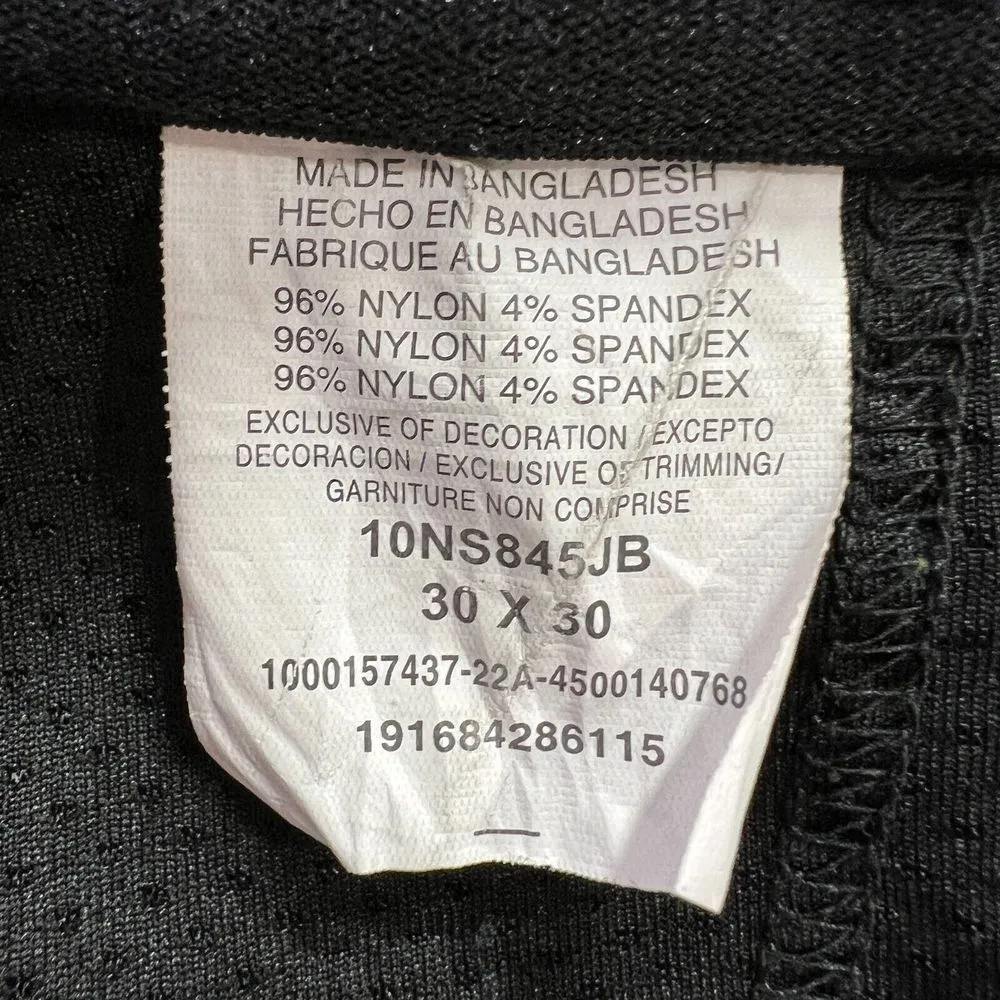 MADE IN BANGLADESH
HECHO EN BANGLADESH
FABRIQUE AU BANGLADESH
96% NYLON 4% SPANDEX
96% NYLON 4% SPANDEX
96% NYLON 4% SPANDEX
EXCLUSIVE OF DECORATION / EXCEPTO
DECORACION / EXCLUSIVE OF TRIMMING/
GARNITURE NON COMPRISE
10NS845JB
30 X 30
1000157437-22A-4500140768
191684286115